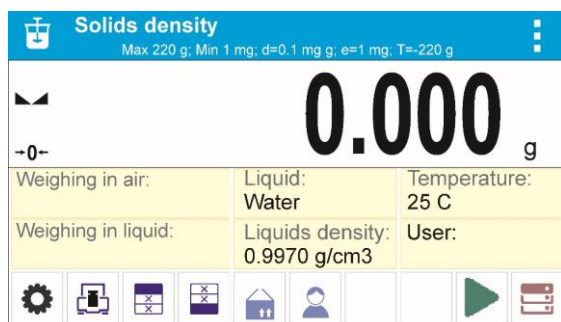 Solids density
Max 220 g; Min 1 mg; d=0.1 mg g; e=1 mg; T=-220 g
0.000 g
→0←
Weighing in air:
Liquid:
Water
Temperature:
25 C
Weighing in liquid:
Liquids density:
0.9970 g/cm3
User: